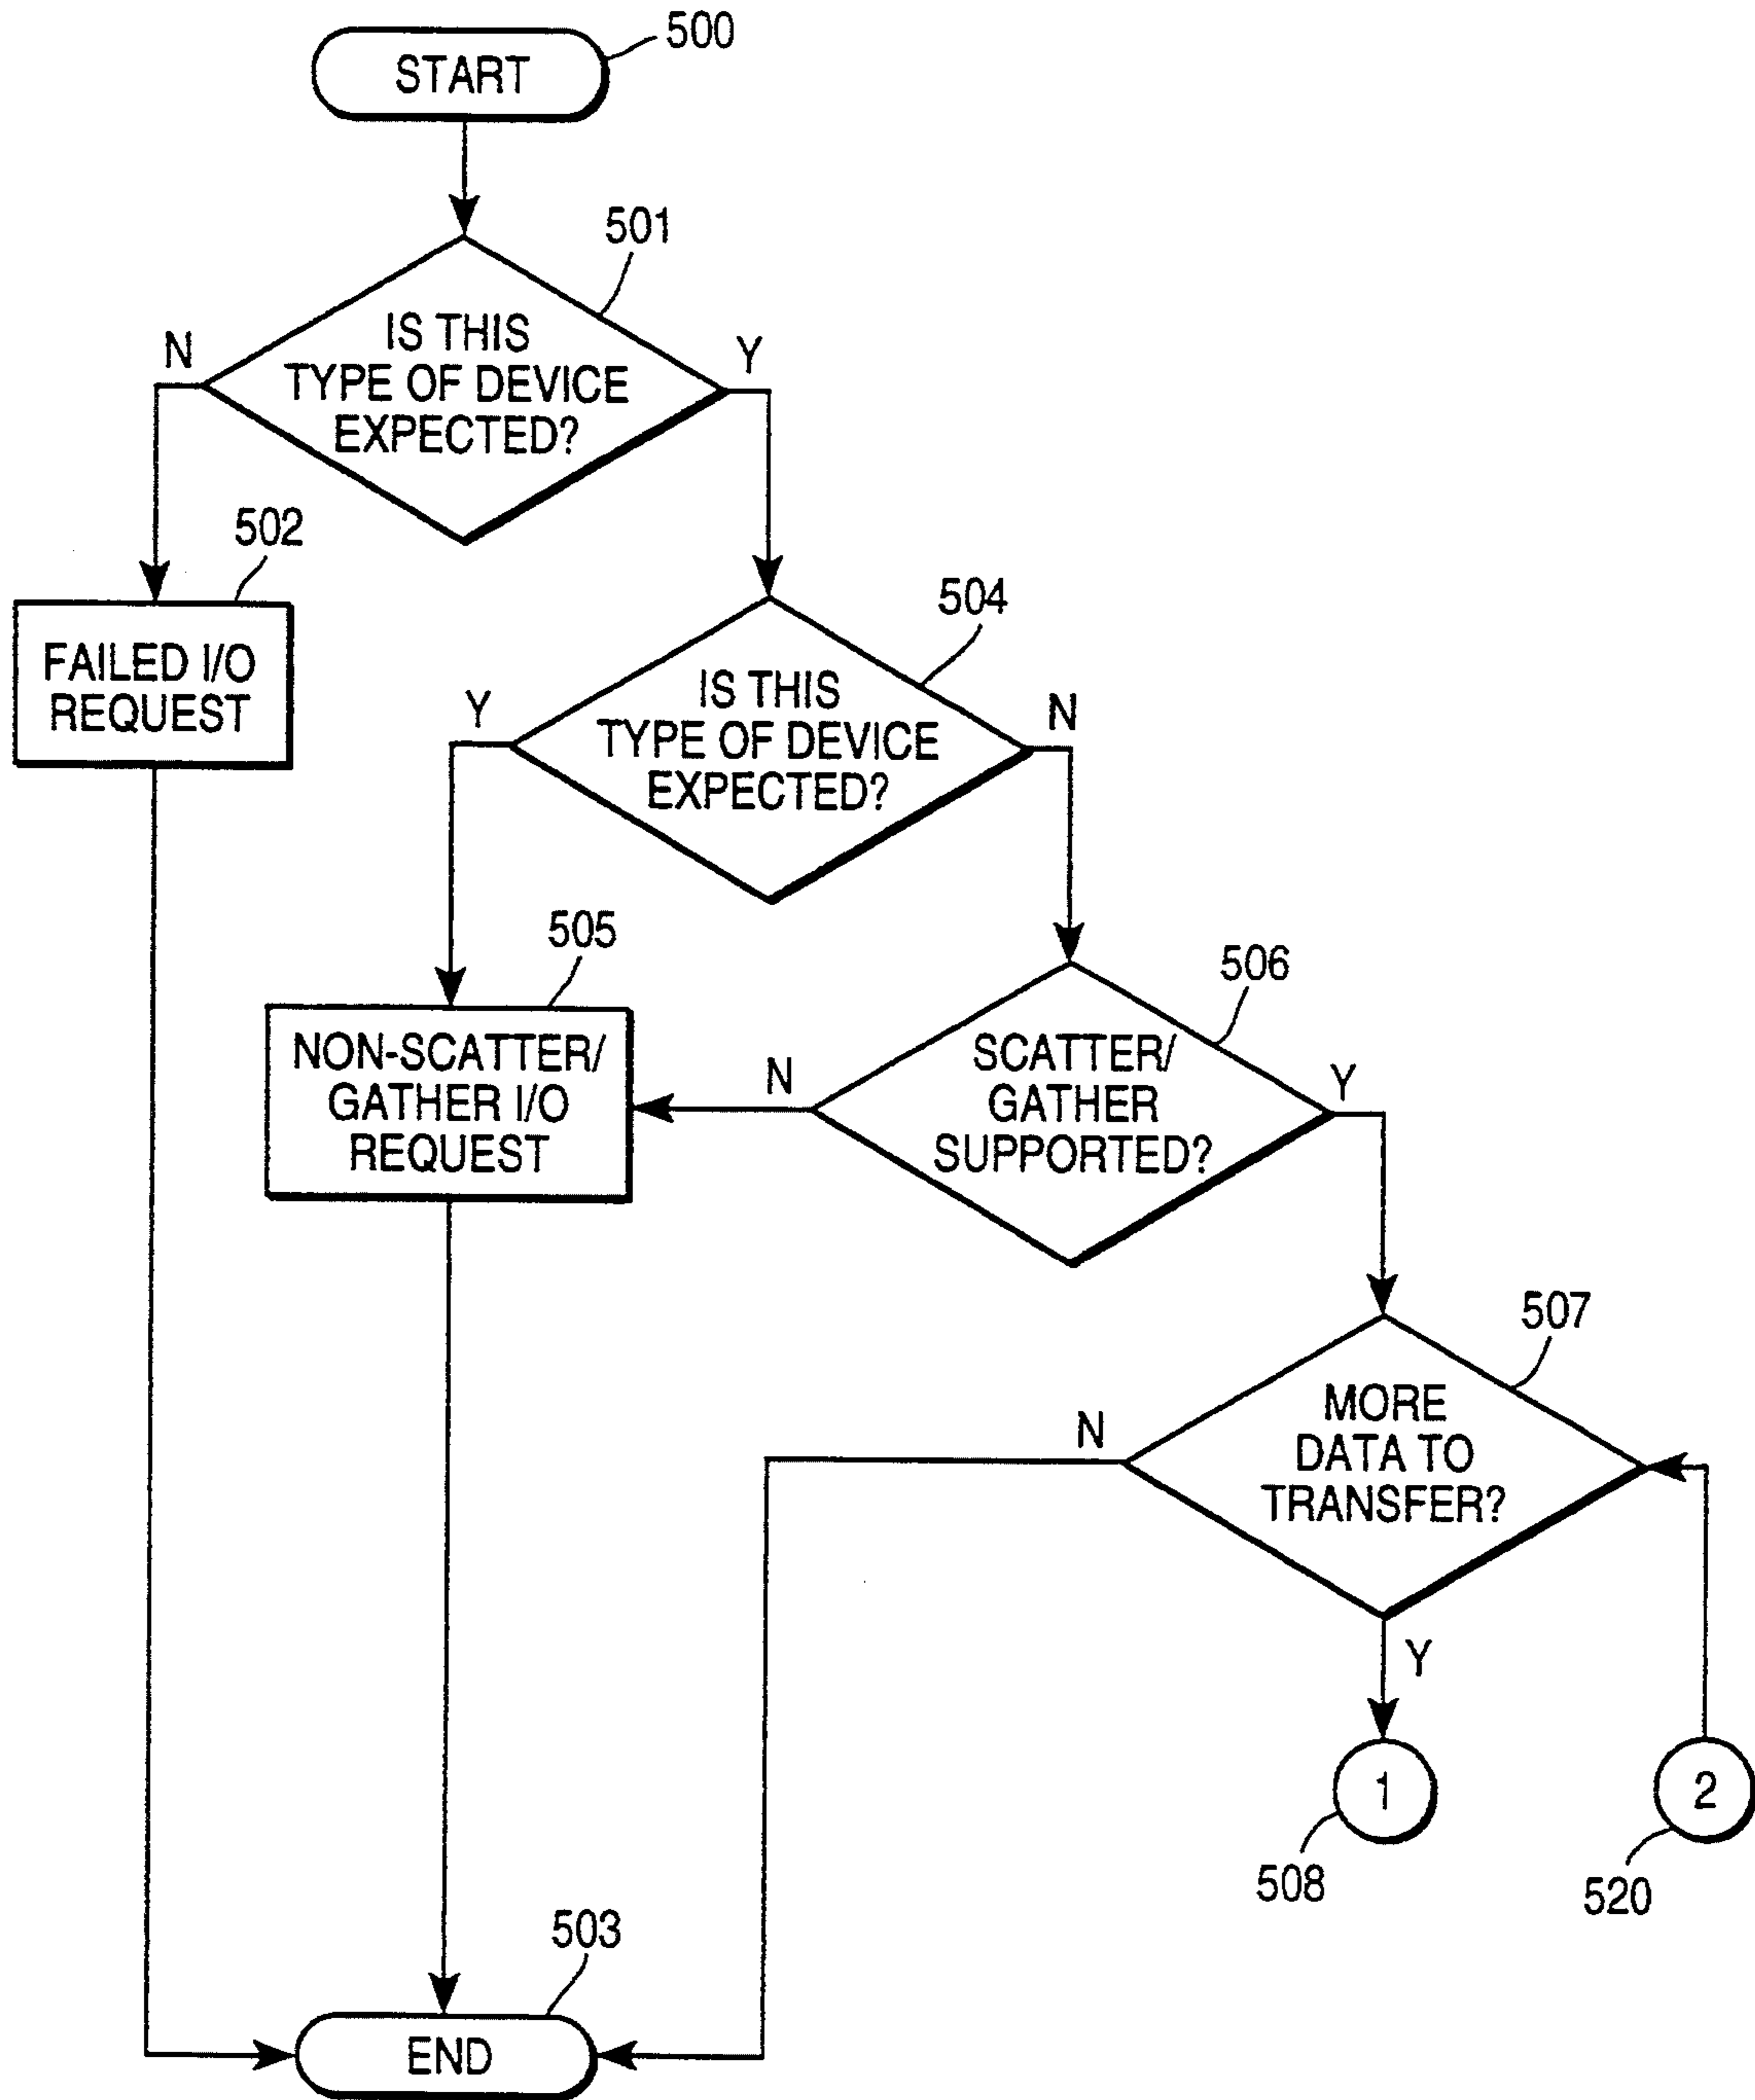 500
START
501
N
Y
IS THIS
TYPE OF DEVICE
EXPECTED?
502
FAILED I/O
REQUEST
504
Y
N
IS THIS
TYPE OF DEVICE
EXPECTED?
505
NON-SCATTER/
GATHER I/O
REQUEST
506
N
Y
SCATTER/
GATHER
SUPPORTED?
507
N
MORE
DATA TO
TRANSFER?
Y
1
2
508
520
503
END